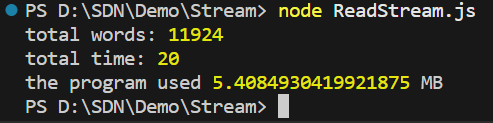 PS D:\SDN\Demo\Stream> node ReadStream.js
total words: 11924
total time: 20
the program used 5.4084930419921875 MB
PS D:\SDN\Demo\Stream>